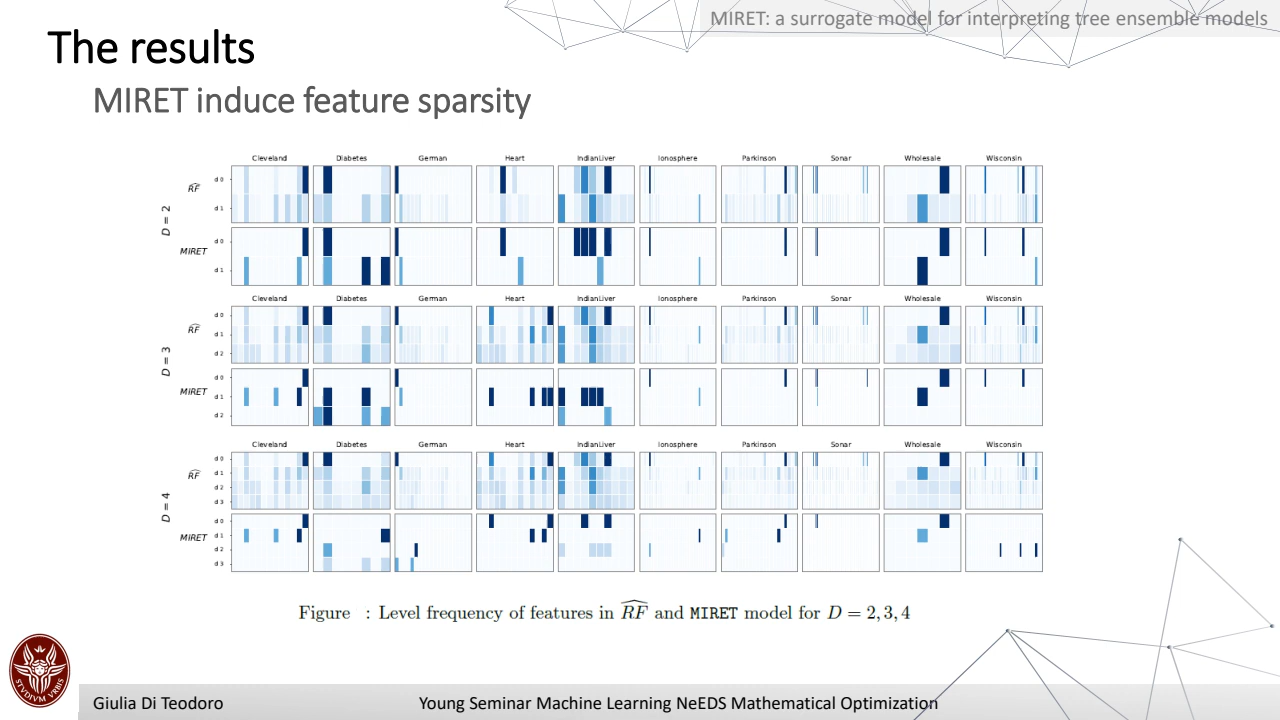 MIRET: a surrogate model for interpreting tree ensemble models
The results
MIRET induce feature sparsity
Cleveland Diabetes German Heart IndianLiver Ionosphere Parkinson Sonar Wholesale Wisconsin
D = 2
R̂F
d 0
d 1
MIRET
d 0
d 1
Cleveland Diabetes German Heart IndianLiver Ionosphere Parkinson Sonar Wholesale Wisconsin
D = 3
R̂F
d 0
d 1
d 2
MIRET
d 0
d 1
d 2
Cleveland Diabetes German Heart IndianLiver Ionosphere Parkinson Sonar Wholesale Wisconsin
D = 4
R̂F
d 0
d 1
d 2
d 3
MIRET
d 0
d 1
d 2
d 3
Figure : Level frequency of features in R̂F and MIRET model for D = 2, 3, 4
STVDIVM VRBIS
Giulia Di Teodoro Young Seminar Machine Learning NeEDS Mathematical Optimization